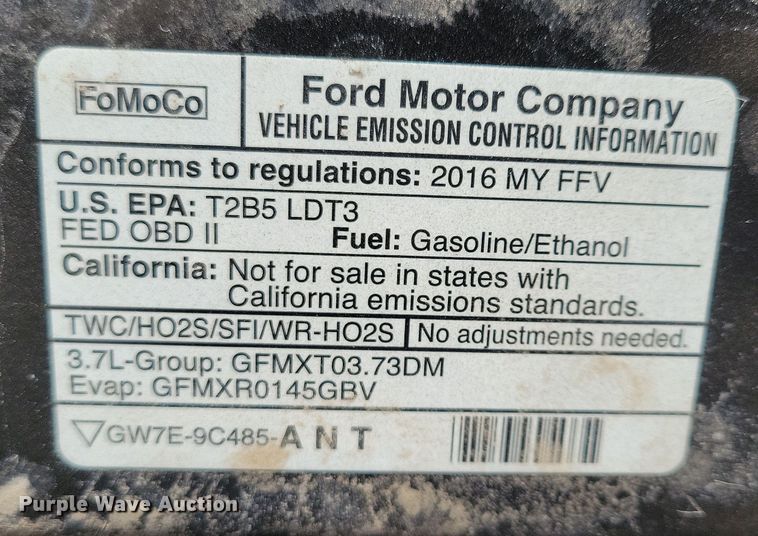 FoMoCo
Ford Motor Company
VEHICLE EMISSION CONTROL INFORMATION
Conforms to regulations: 2016 MY FFV
U.S. EPA: T2B5 LDT3
FED OBD II Fuel: Gasoline/Ethanol
California: Not for sale in states with
California emissions standards.
TWC/HO2S/SFI/WR-HO2S No adjustments needed.
3.7L-Group: GFMXT03.73DM
Evap: GFMXR0145GBV
▽GW7E-9C485-A N T
Purple Wave Auction